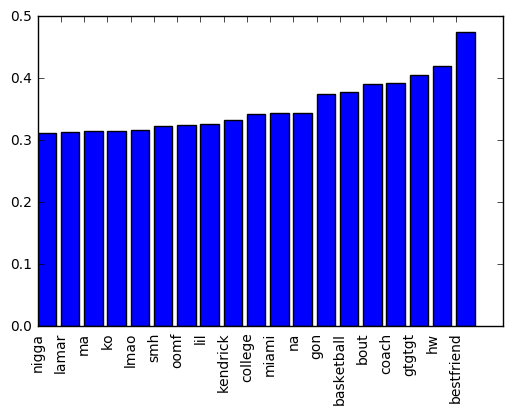 0.5
0.4
0.3
0.2
0.1
0.0
nigga
lamar
ma
ko
lmao
smh
oomf
lil
kendrick
college
miami
na
gon
basketball
bout
coach
gtgtgt
hw
bestfriend